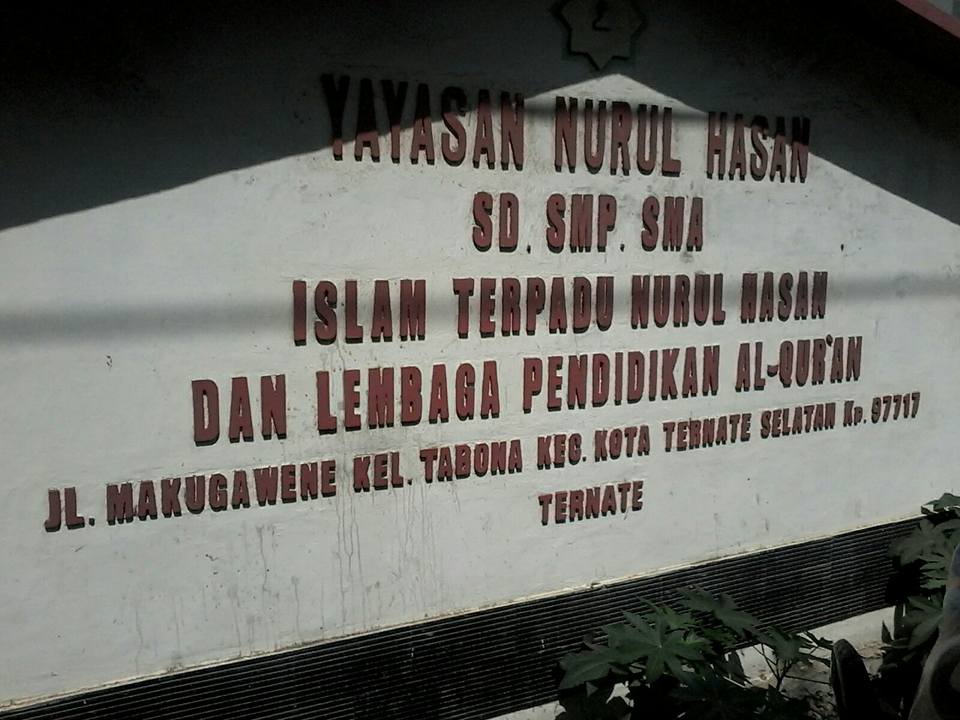 YAYASAN NURUL HASAN
SD. SMP. SMA
ISLAM TERPADU NURUL HASAN
DAN LEMBAGA PENDIDIKAN AL-QUR'AN
JL. MAKUGAWENE KEL. TABONA KEC. KOTA TERNATE SELATAN Kp. 97717
TERNATE